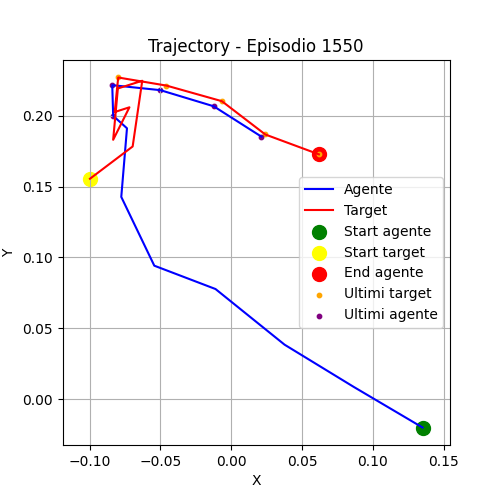 Trajectory - Episodio 1550
Y
0.20
0.15
0.10
0.05
0.00
Agente
Target
Start agente
Start target
End agente
Ultimi target
Ultimi agente
−0.10 −0.05 0.00 0.05 0.10 0.15
X